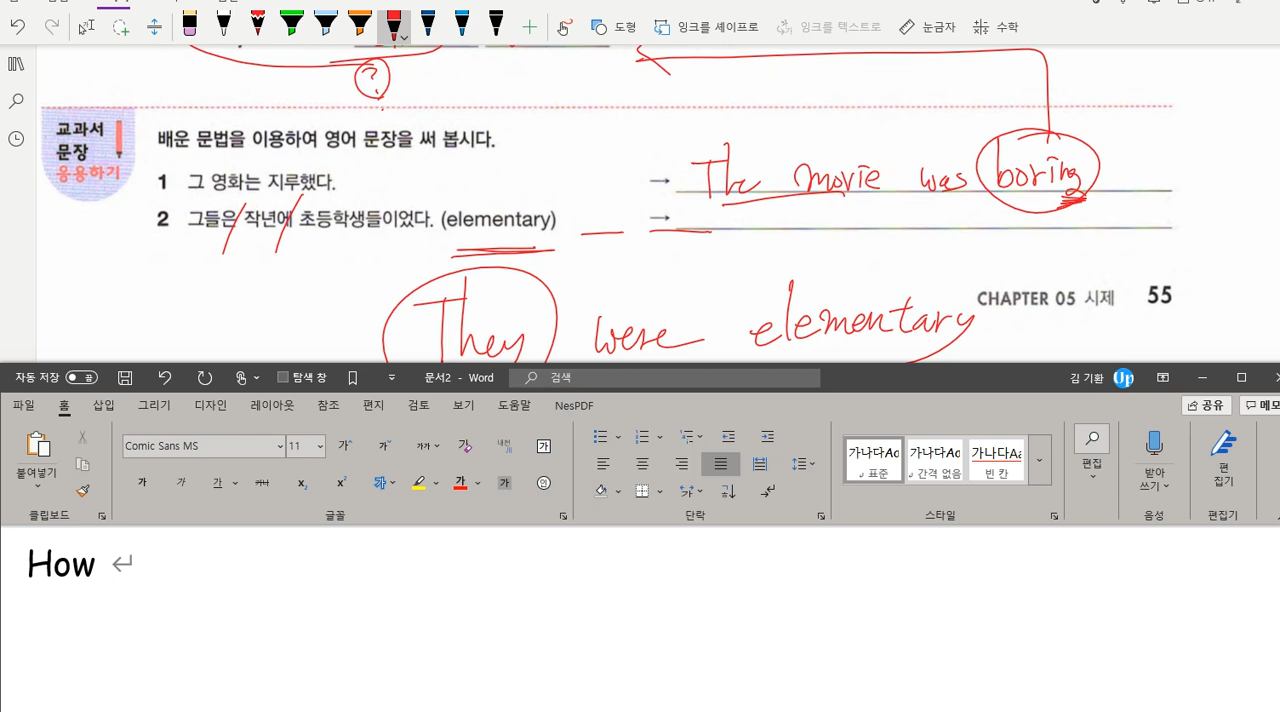 도형 잉크를 셰이프로 잉크를 텍스트로 눈금자 수학
?
교과서
문장
응용하기
배운 문법을 이용하여 영어 문장을 써 봅시다.
1 그 영화는 지루했다. → The movie was boring
2 그들은 작년에 초등학생들이었다. (elementary) →
CHAPTER 05 시제 55
They were elementary
자동 저장 끔 탐색 창 문서2 - Word 검색 김 기환 Up
파일 홈 삽입 그리기 디자인 레이아웃 참조 편지 검토 보기 도움말 NesPDF 공유 메모
붙여넣기 Comic Sans MS 11 가나다Aa 가나다Aa 가나다Aa 편집 받아쓰기 편집기
표준 간격 없음 빈 칸
클립보드 글꼴 단락 스타일 음성 편집기
How